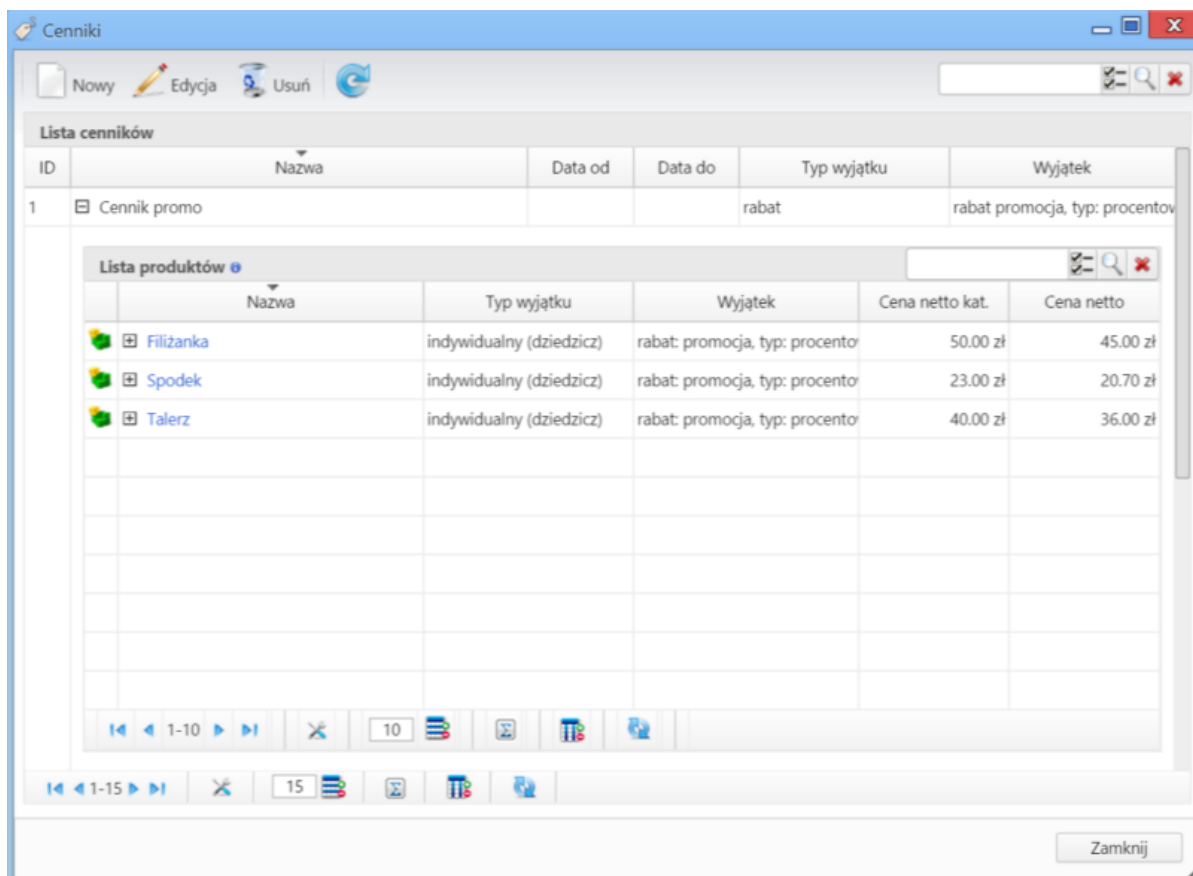 Cenniki
Nowy Edycja Usuń
Lista cenników
ID Nazwa Data od Data do Typ wyjątku Wyjątek
1 Cennik promo rabat rabat promocja, typ: procentow
Lista produktów
Nazwa Typ wyjątku Wyjątek Cena netto kat. Cena netto
Filiżanka indywidualny (dziedzicz) rabat: promocja, typ: procento 50.00 zł 45.00 zł
Spodek indywidualny (dziedzicz) rabat: promocja, typ: procento 23.00 zł 20.70 zł
Talerz indywidualny (dziedzicz) rabat: promocja, typ: procento 40.00 zł 36.00 zł
1-10 10
1-15 15
Zamknij